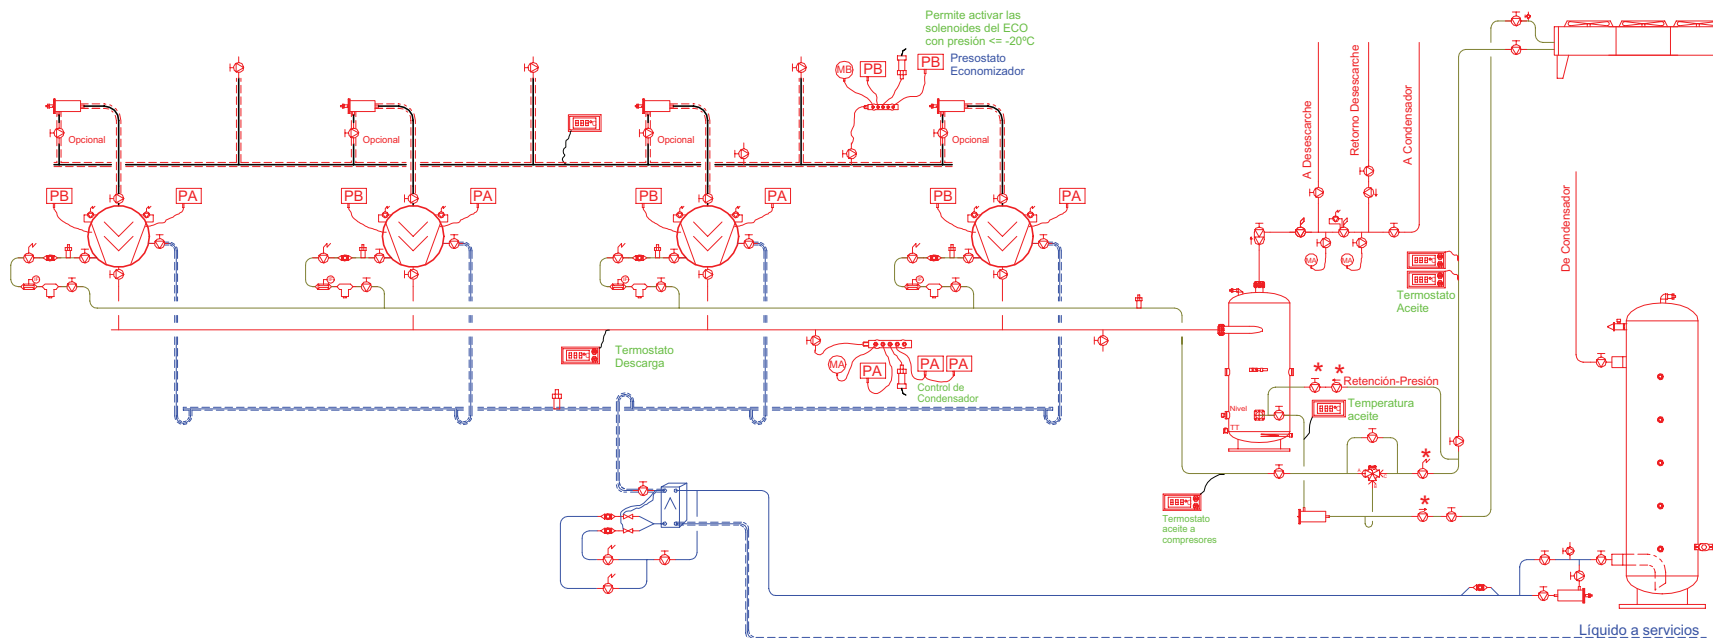 Permite activar las
solenoides del ECO
con presión <= -20ºC
Presostato
Economizador
MB
PB
PB
Opcional
Opcional
Opcional
Opcional
PB
PA
PB
PA
PB
PA
PB
PA
A Desescarche
Retorno Desescarche
A Condensador
De Condensador
MA
MA
Termostato
Aceite
Termostato
Descarga
MA
PA
PA
PA
Control de
Condensador
* *
Retención-Presión
Nivel
TT
Temperatura
aceite
*
*
Termostato
aceite a
compresores
Líquido a servicios